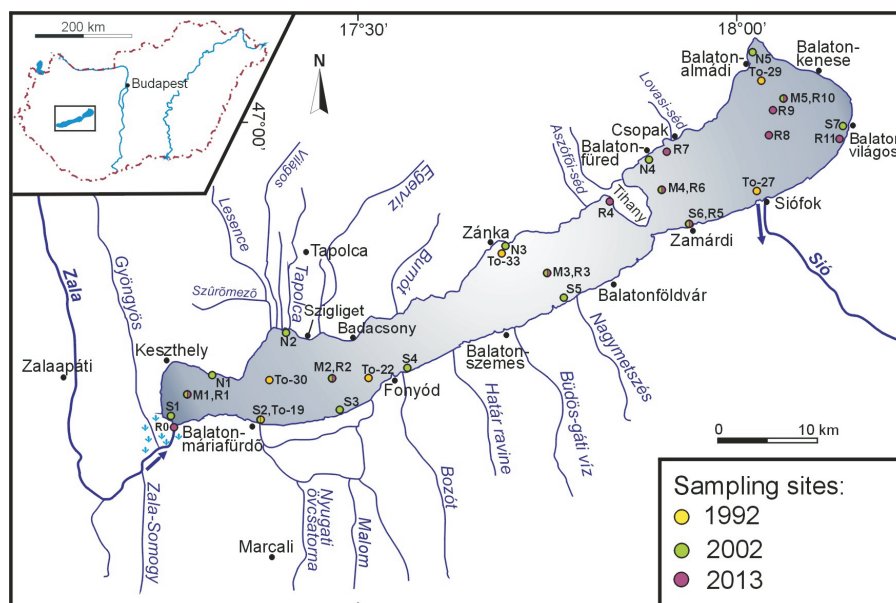 200 km
Budapest
17°30'
18°00'
47°00'
N
Balaton-
almádi
N5
To-29
Balaton-
kenese
M5,R10
R9
S7
R8
R11
Balaton
világos
Lovasi-séd
Csopak
Balaton-
füred
R7
N4
Aszófői-séd
Tihany
M4,R6
To-27
R4
S6,R5
Siófok
Zamárdi
Sió
Világos
Egervíz
Lesence
Zánka
N3
To-33
Tapolca
Tapolca
Burnót
M3,R3
S5
Balatonföldvár
Zala
Gyöngyös
Szűrömező
Szigliget
Badacsony
N2
Keszthely
Zalaapáti
N1
M1,R1
To-30
M2,R2
To-22
S4
Fonyód
Balaton-
szemes
Nagymetszés
S1
S2,To-19
S3
R0
Balaton-
máriafürdő
Határ ravine
Büdös-gáti víz
0
10 km
Zala-Somogy
Nyugati
övcsatorna
Malom
Bozót
Marcali
Sampling sites:
1992
2002
2013